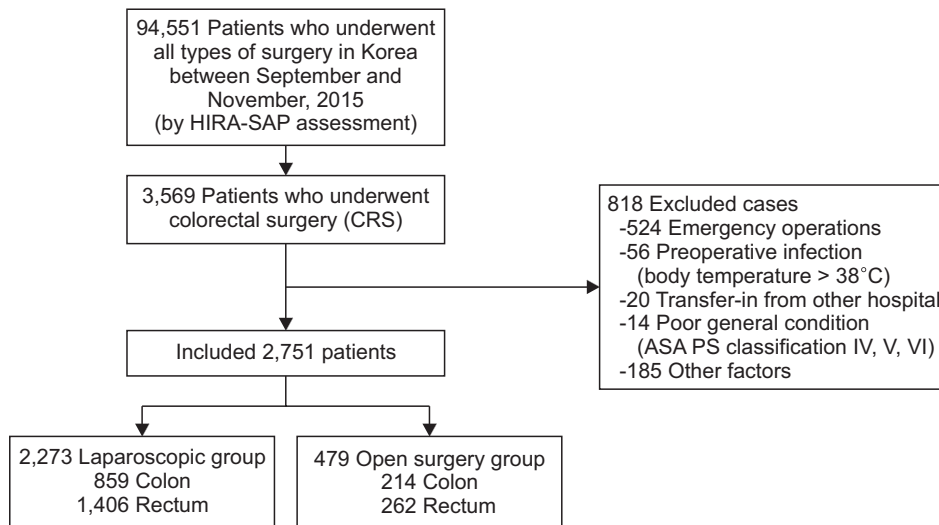 94,551 Patients who underwent
all types of surgery in Korea
between September and
November, 2015
(by HIRA-SAP assessment)
3,569 Patients who underwent
colorectal surgery (CRS)
818 Excluded cases
-524 Emergency operations
-56 Preoperative infection
(body temperature > 38°C)
-20 Transfer-in from other hospital
-14 Poor general condition
(ASA PS classification IV, V, VI)
-185 Other factors
Included 2,751 patients
2,273 Laparoscopic group
859 Colon
1,406 Rectum
479 Open surgery group
214 Colon
262 Rectum